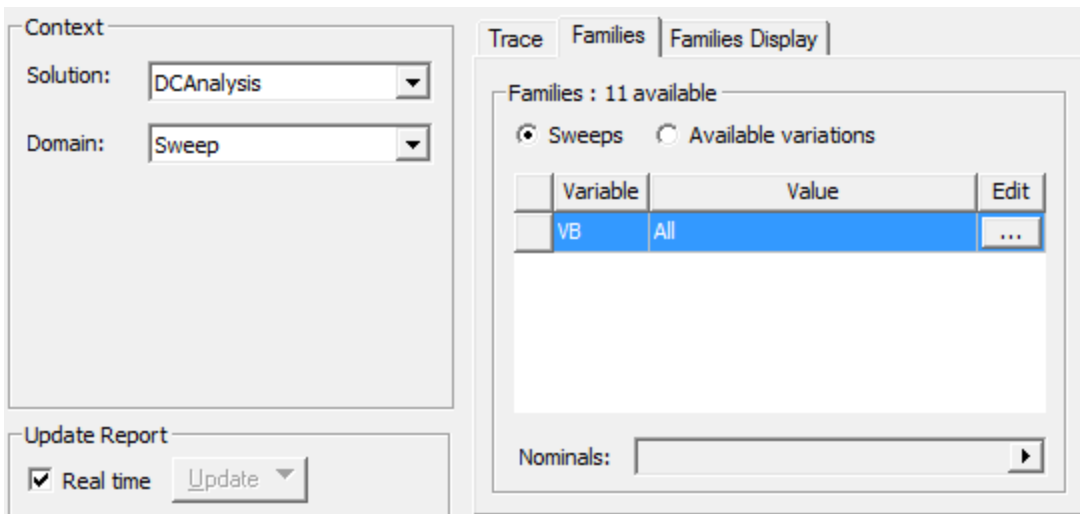 Context
Solution: DCAnalysis
Domain: Sweep
Update Report
Real time Update
Trace Families Families Display
Families : 11 available
Sweeps Available variations
Variable Value Edit
VB All ...
Nominals: